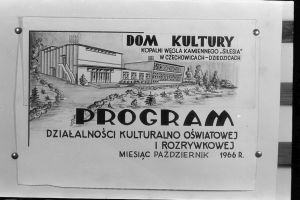 DOM KULTURY
KOPALNI WĘGLA KAMIENNEGO „SILESIA"
W CZECHOWICACH-DZIEDZICACH
PROGRAM
DZIAŁALNOŚCI KULTURALNO OŚWIATOWEJ
I ROZRYWKOWEJ
MIESIĄC PAŹDZIERNIK 1966 R.